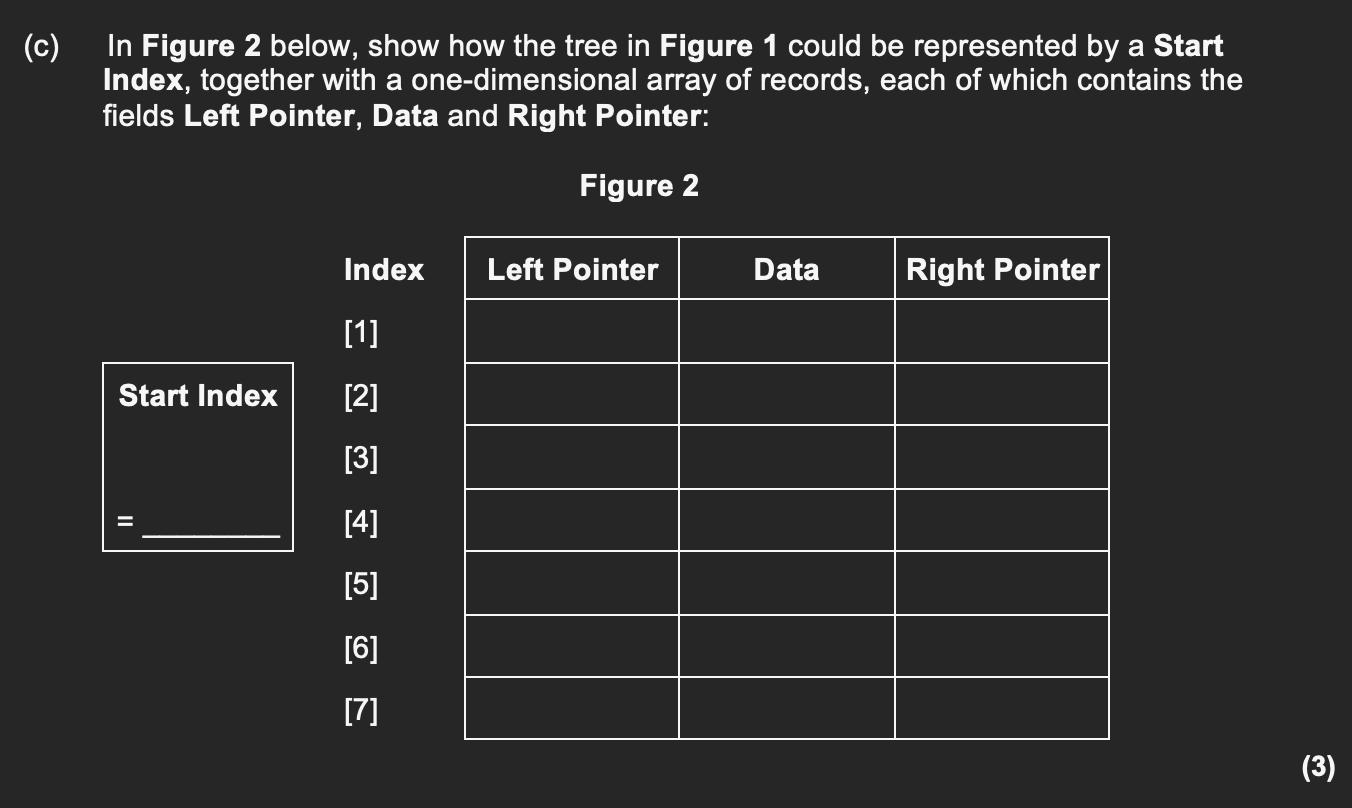 (c) In Figure 2 below, show how the tree in Figure 1 could be represented by a Start
Index, together with a one-dimensional array of records, each of which contains the
fields Left Pointer, Data and Right Pointer:
Figure 2
Index Left Pointer Data Right Pointer
[1]
Start Index
= ________
[2]
[3]
[4]
[5]
[6]
[7]
(3)